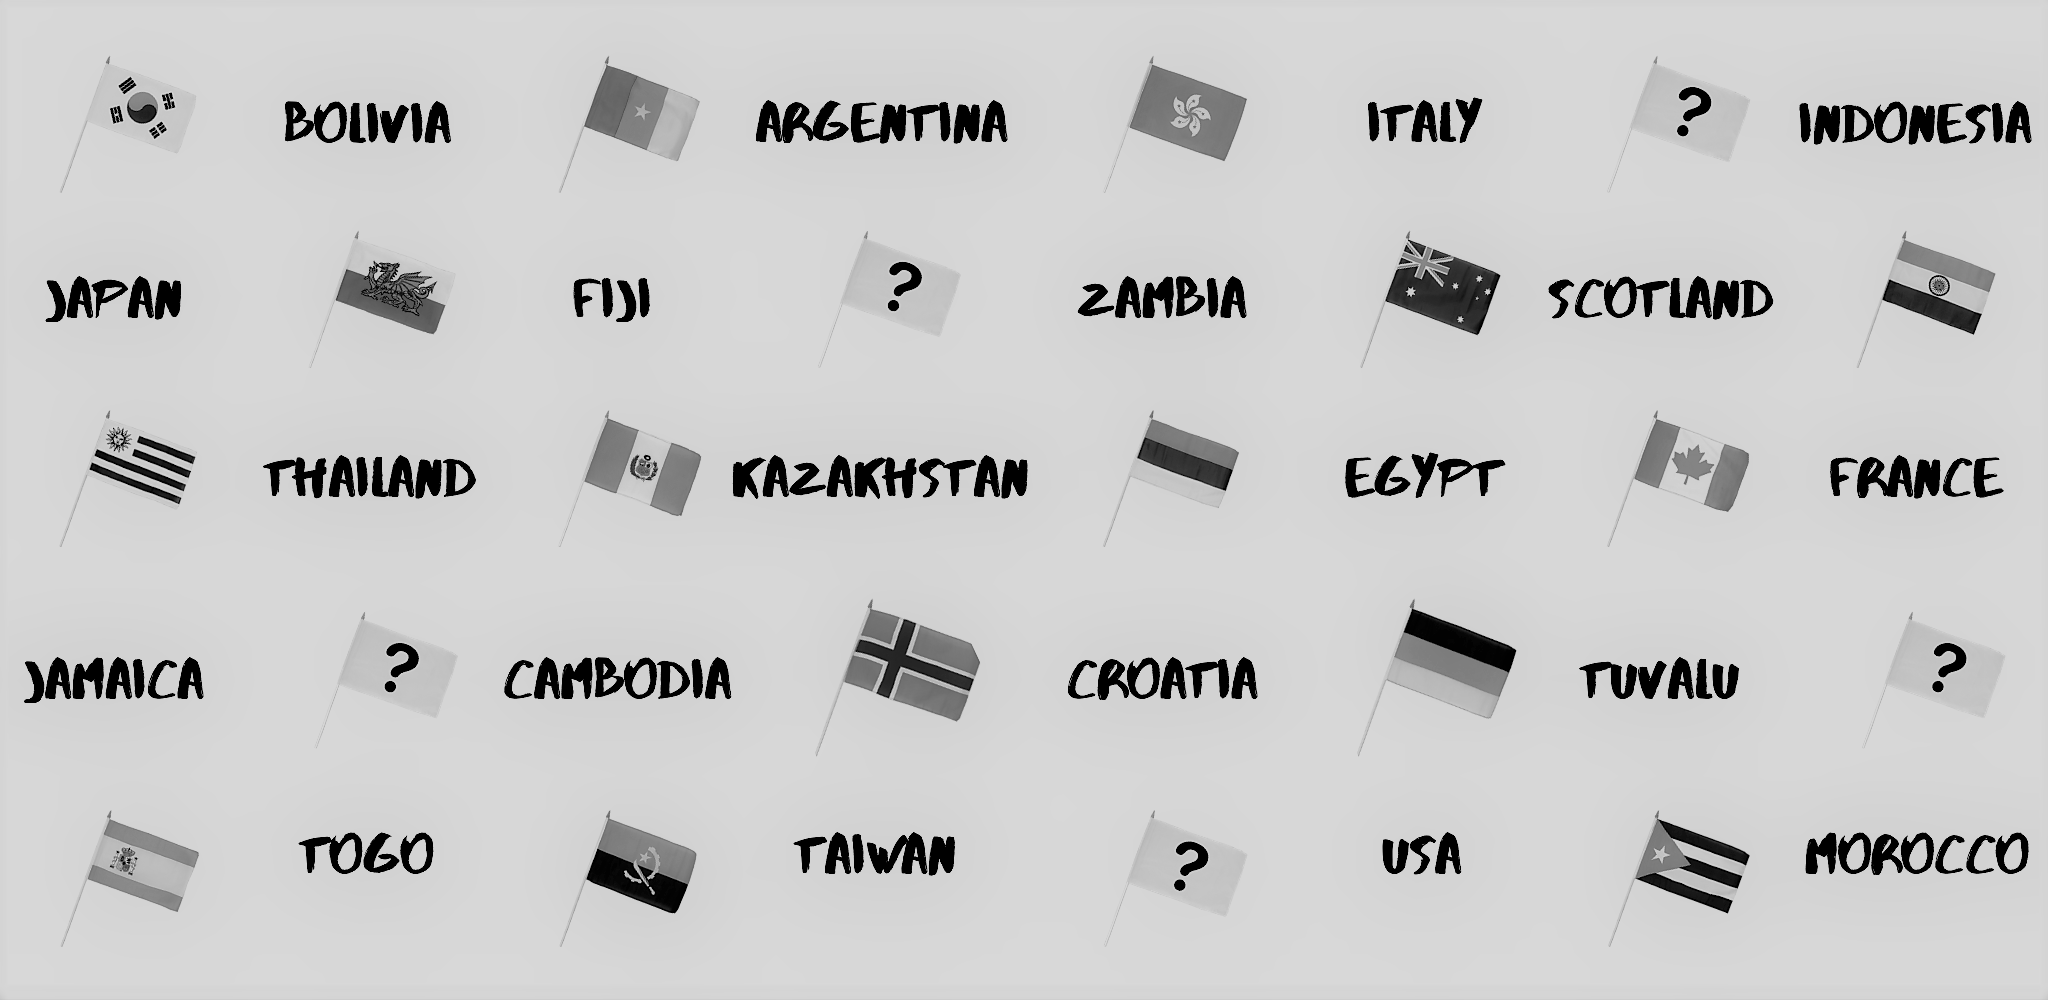 BOLIVIA ARGENTINA ITALY ? INDONESIA
JAPAN FIJI ? ZAMBIA SCOTLAND
THAILAND KAZAKHSTAN EGYPT FRANCE
JAMAICA ? CAMBODIA CROATIA TUVALU ?
TOGO TAIWAN ? USA MOROCCO